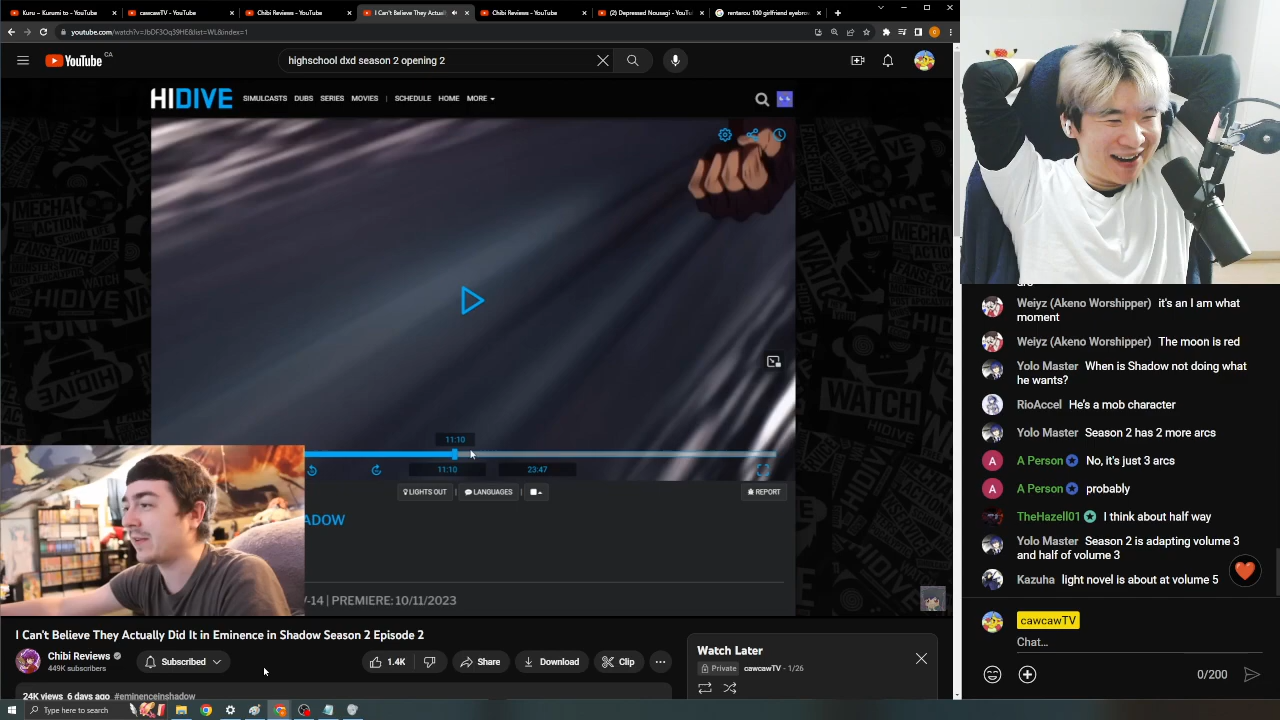 Kuru ~ Kurumi to - YouTube
cawcawTV - YouTube
Chibi Reviews - YouTube
I Can't Believe They Actual
Chibi Reviews - YouTube
(2) Depressed Nousagi - YouTu
renterou 100 girlfriend eyebrov
youtube.com/watch?v=JbDF3Oq39HE&list=WL&index=1
YouTube CA
highschool dxd season 2 opening 2
HIDIVE SIMULCASTS DUBS SERIES MOVIES | SCHEDULE HOME MORE
11:10
11:10
23:47
LIGHTS OUT | LANGUAGES |
REPORT
ADOW
-14 | PREMIERE: 10/11/2023
I Can't Believe They Actually Did It in Eminence in Shadow Season 2 Episode 2
Chibi Reviews
449K subscribers
Subscribed
1.4K
Share
Download
Clip
24K views 6 days ago #eminenceinshadow
Watch Later
Private cawcawTV - 1/26
Type here to search
Weiyz (Akeno Worshipper) it's an I am what
moment
Weiyz (Akeno Worshipper) The moon is red
Yolo Master When is Shadow not doing what
he wants?
RioAccel He's a mob character
Yolo Master Season 2 has 2 more arcs
A Person No, it's just 3 arcs
A Person probably
TheHazell01 I think about half way
Yolo Master Season 2 is adapting volume 3
and half of volume 3
Kazuha light novel is about at volume 5
cawcawTV
Chat...
0/200